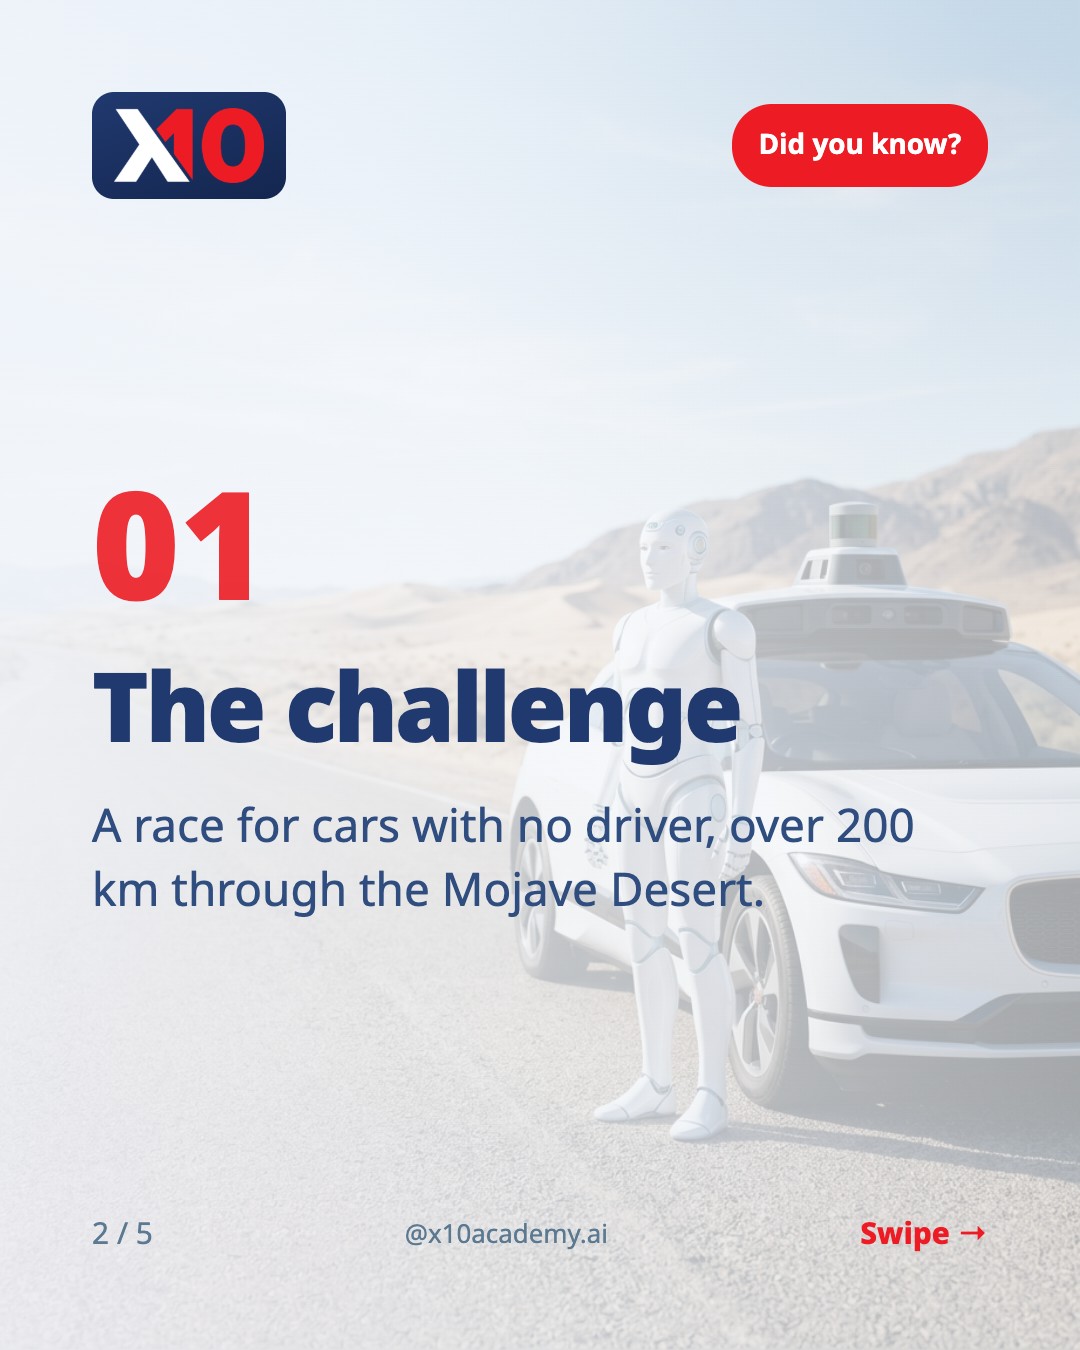 X10
Did you know?
01
The challenge
A race for cars with no driver, over 200
km through the Mojave Desert.
2 / 5
@x10academy.ai
Swipe →